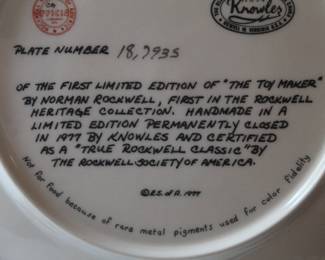 Knowles
PLATE NUMBER 18,793S
OF THE FIRST LIMITED EDITION OF "THE TOY MAKER"
BY NORMAN ROCKWELL, FIRST IN THE ROCKWELL
HERITAGE COLLECTION. HANDMADE IN A
LIMITED EDITION PERMANENTLY CLOSED
IN 1977 BY KNOWLES AND CERTIFIED
AS A "TRUE ROCKWELL CLASSIC" BY
THE ROCKWELL SOCIETY OF AMERICA.
©R.S. of A. 1977
Not for food because of rare metal pigments used for color fidelity